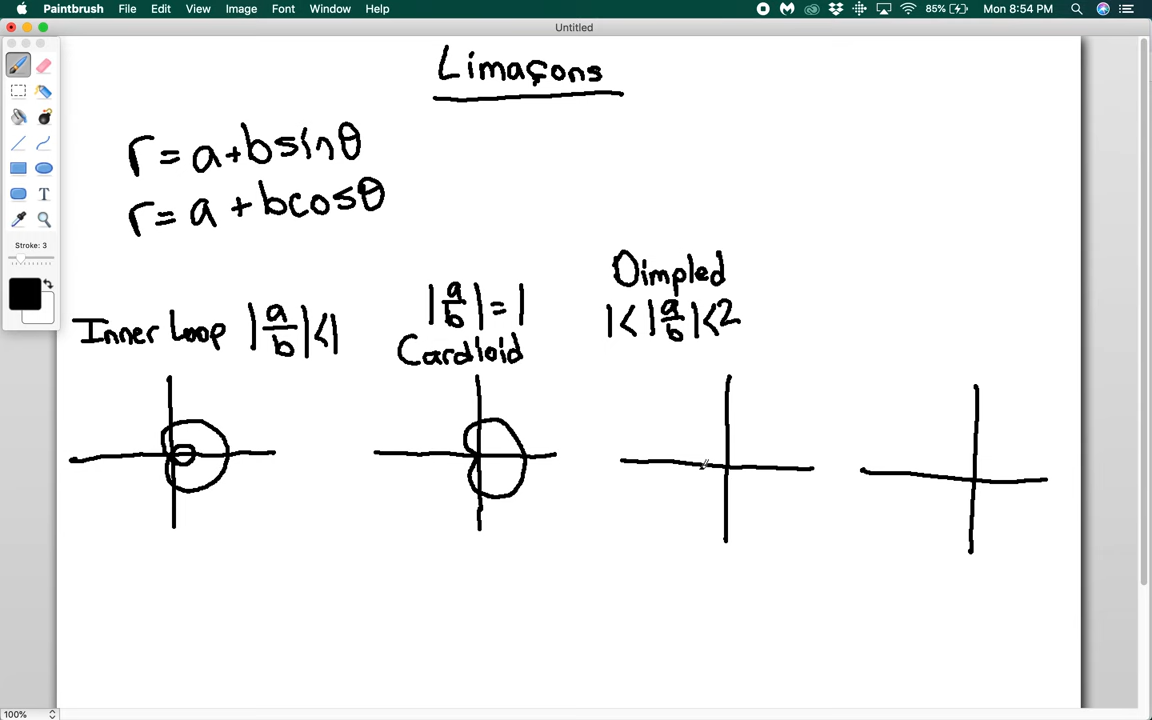 Paintbrush File Edit View Image Font Window Help 85% Mon 8:54 PM
Untitled
Limaçons
r = a + b sin θ
r = a + b cos θ
Stroke: 3
Inner Loop |a/b| < 1
|a/b| = 1
Cardioid
Dimpled
1 < |a/b| < 2
100%